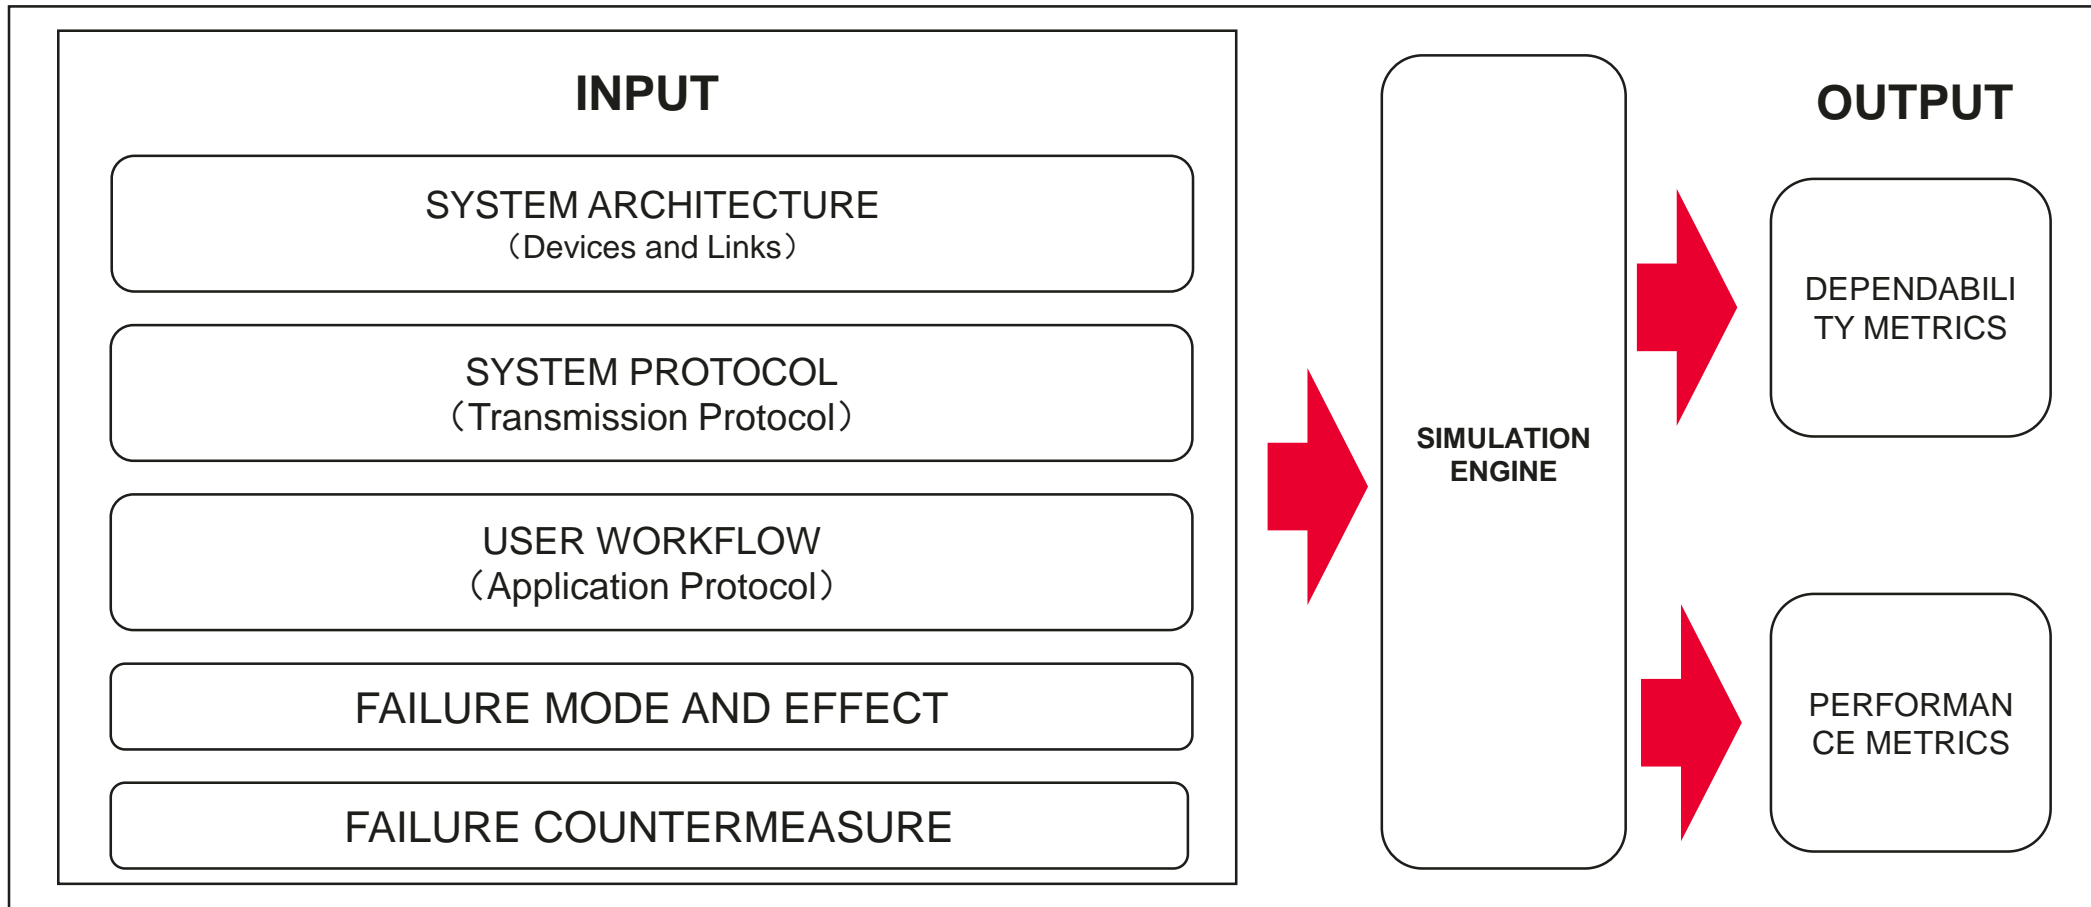 INPUT
SYSTEM ARCHITECTURE
（Devices and Links）
SYSTEM PROTOCOL
（Transmission Protocol）
USER WORKFLOW
（Application Protocol）
FAILURE MODE AND EFFECT
FAILURE COUNTERMEASURE
SIMULATION
ENGINE
OUTPUT
DEPENDABILI
TY METRICS
PERFORMAN
CE METRICS